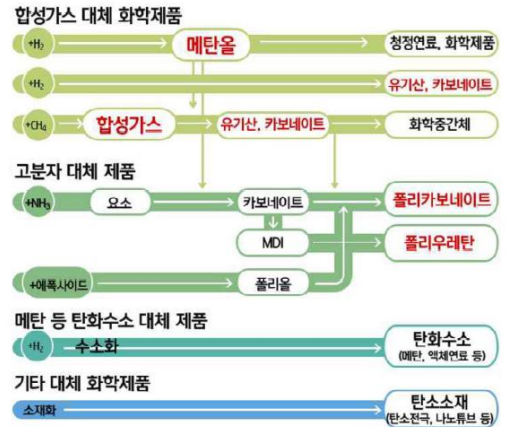 합성가스 대체 화학제품
+H₂ 메탄올 청정연료, 화학제품
+H₂ 유기산, 카보네이트
+CH₄ 합성가스 유기산, 카보네이트 화학중간체
고분자 대체 제품
+NH₃ 요소 카보네이트 폴리카보네이트
MDI 폴리우레탄
+에폭사이드 폴리올
메탄 등 탄화수소 대체 제품
+H₂ 수소화 탄화수소
(메탄, 액체연료 등)
기타 대체 화학제품
소재화 탄소소재
(탄소전극, 나노튜브 등)